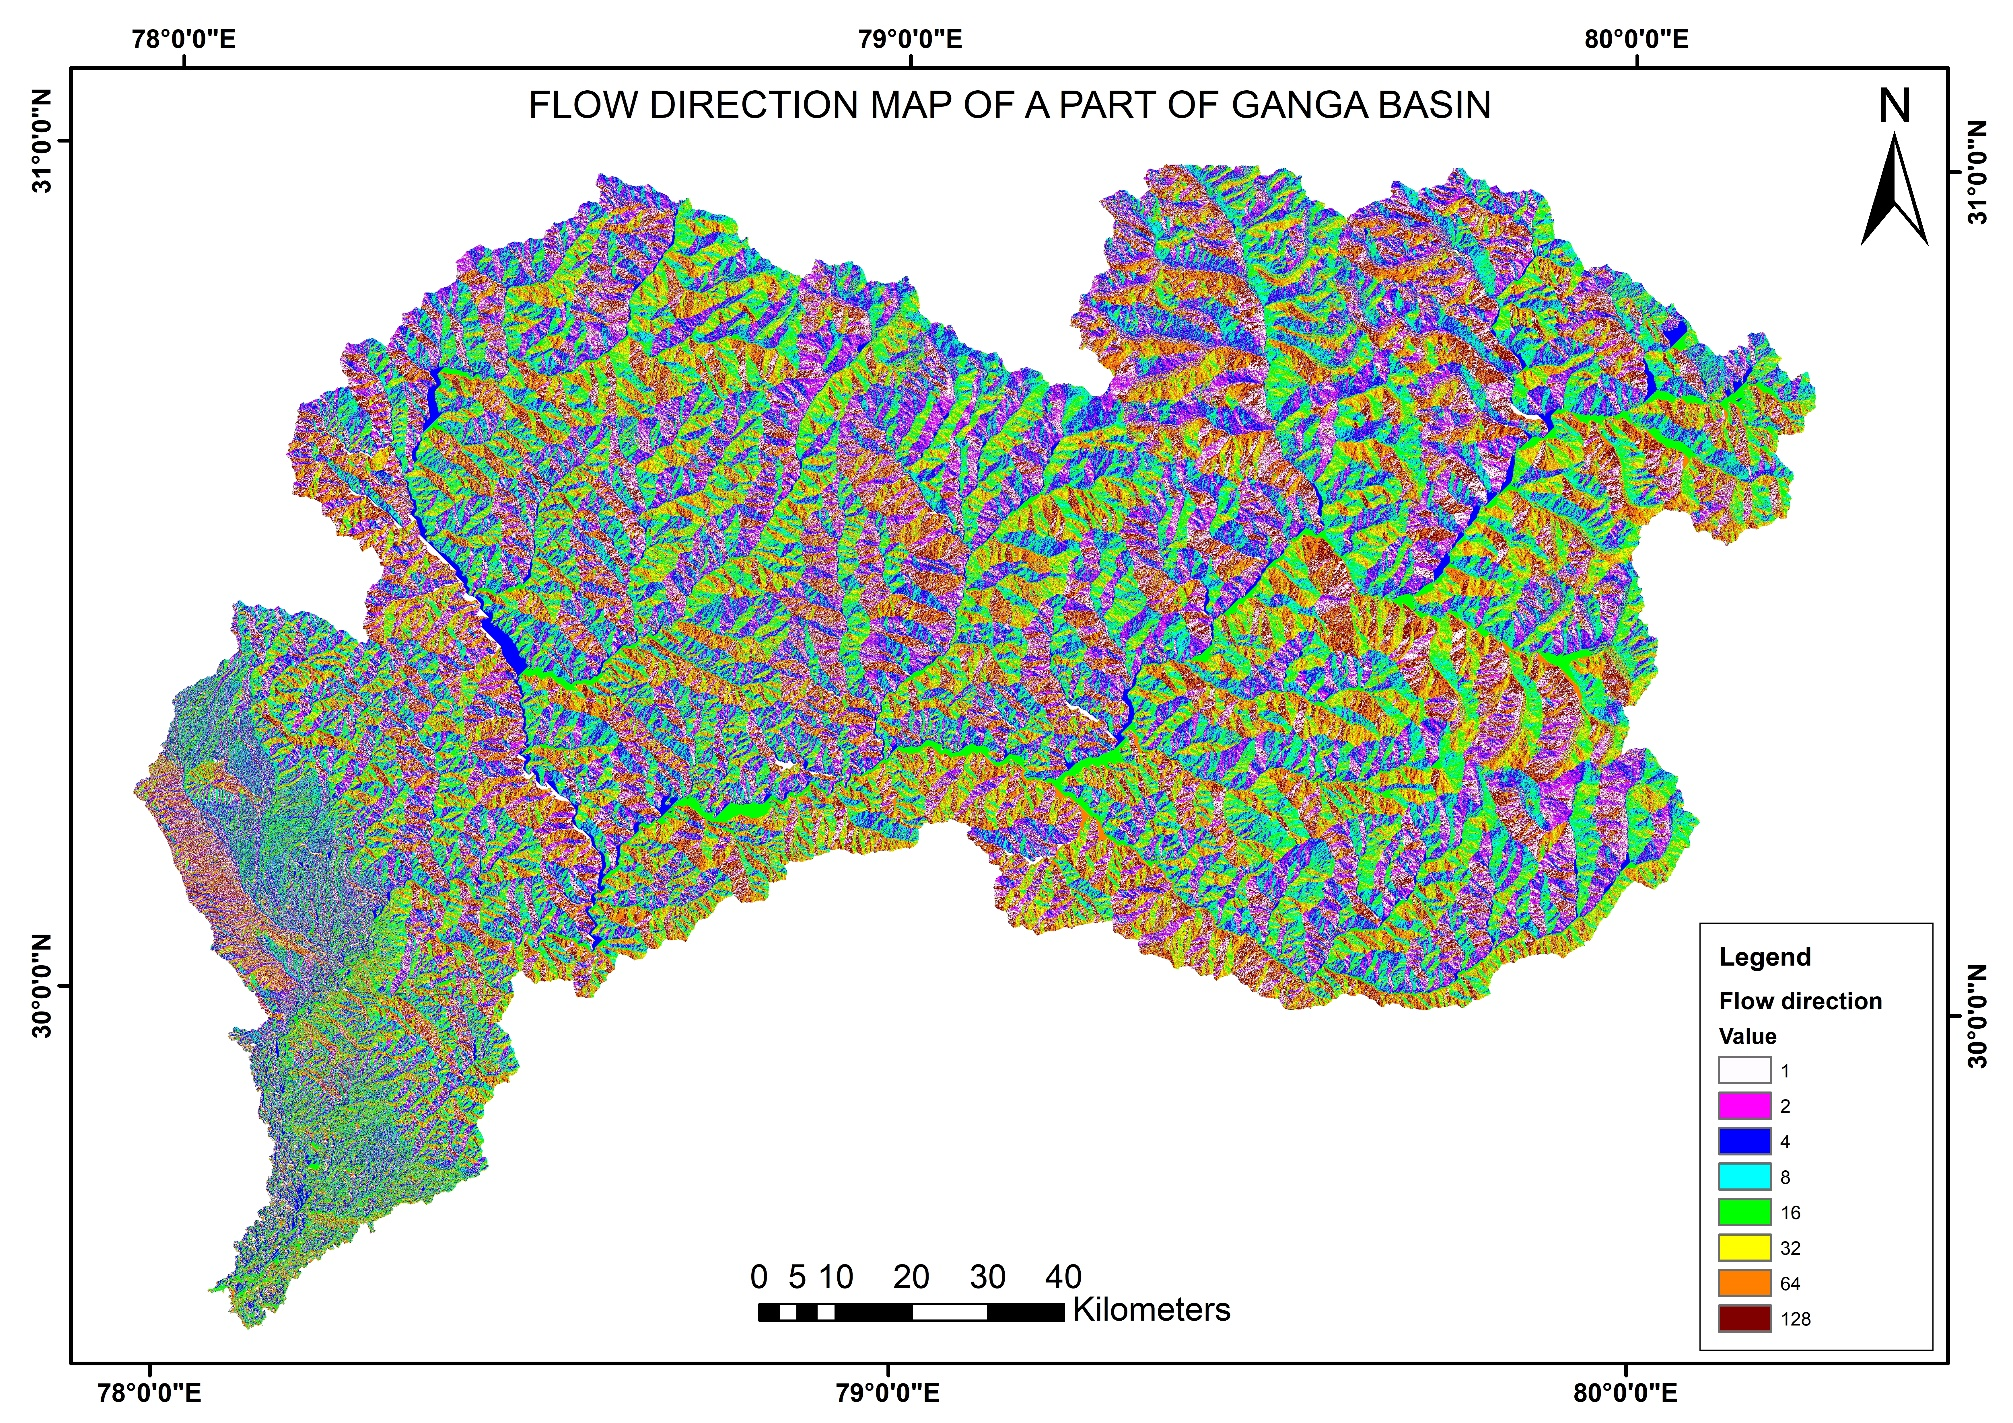 78°0'0"E
79°0'0"E
80°0'0"E
FLOW DIRECTION MAP OF A PART OF GANGA BASIN
N
31°0'0"N
31°0'0"N
30°0'0"N
30°0'0"N
Legend
Flow direction
Value
1
2
4
8
16
32
64
128
0 5 10 20 30 40
Kilometers
78°0'0"E
79°0'0"E
80°0'0"E